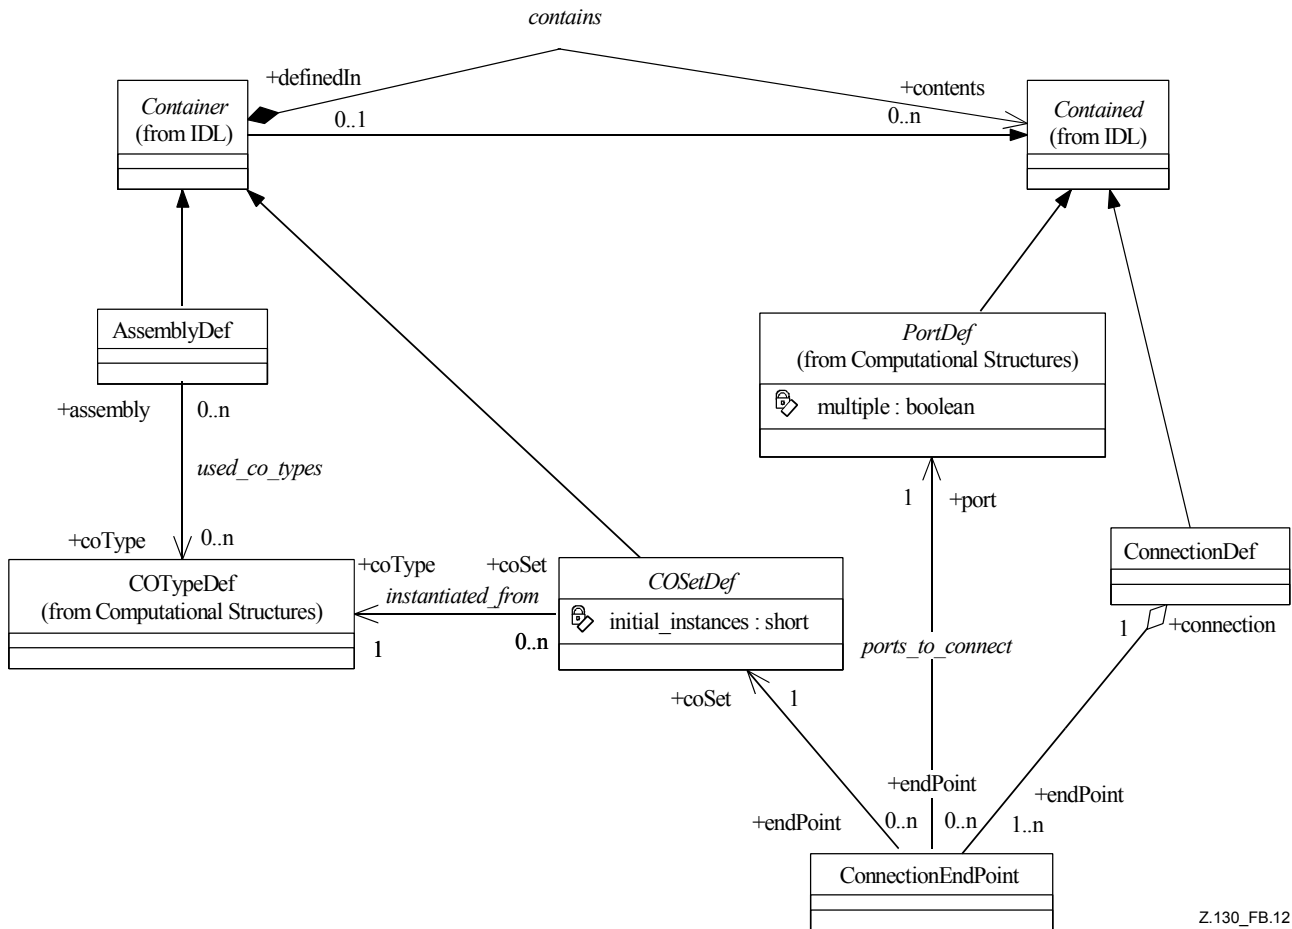 contains
+definedIn
+contents
Container
(from IDL)
0..1
0..n
Contained
(from IDL)
AssemblyDef
PortDef
(from Computational Structures)
multiple : boolean
+assembly
0..n
used_co_types
+coType
0..n
1
+port
COTypeDef
(from Computational Structures)
+coType
+coSet
instantiated_from
1
0..n
COSetDef
initial_instances : short
ConnectionDef
1
+connection
ports_to_connect
+coSet
1
+endPoint
+endPoint
+endPoint
0..n
0..n
1..n
ConnectionEndPoint
Z.130_FB.12